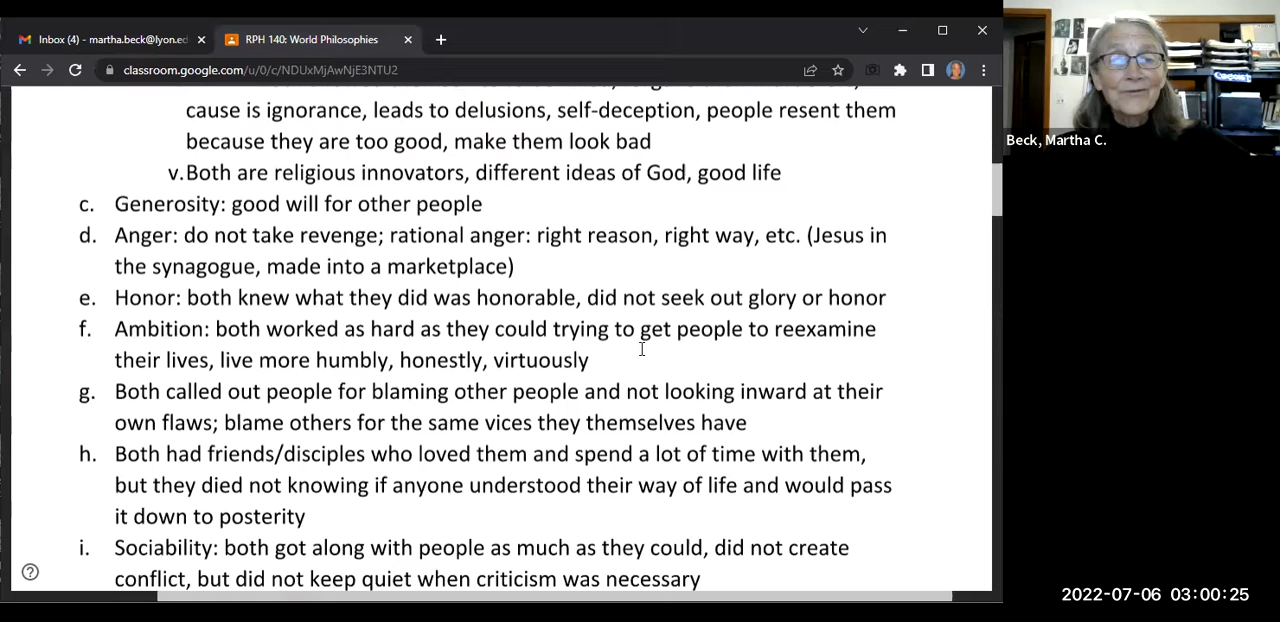 Inbox (4) - martha.beck@lyon.ed
RPH 140: World Philosophies
classroom.google.com/u/0/c/NDUxMjAwNjE3NTU2
cause is ignorance, leads to delusions, self-deception, people resent them
because they are too good, make them look bad
v. Both are religious innovators, different ideas of God, good life
c. Generosity: good will for other people
d. Anger: do not take revenge; rational anger: right reason, right way, etc. (Jesus in
the synagogue, made into a marketplace)
e. Honor: both knew what they did was honorable, did not seek out glory or honor
f. Ambition: both worked as hard as they could trying to get people to reexamine
their lives, live more humbly, honestly, virtuously
g. Both called out people for blaming other people and not looking inward at their
own flaws; blame others for the same vices they themselves have
h. Both had friends/disciples who loved them and spend a lot of time with them,
but they died not knowing if anyone understood their way of life and would pass
it down to posterity
i. Sociability: both got along with people as much as they could, did not create
conflict, but did not keep quiet when criticism was necessary
Beck, Martha C.
2022-07-06 03:00:25